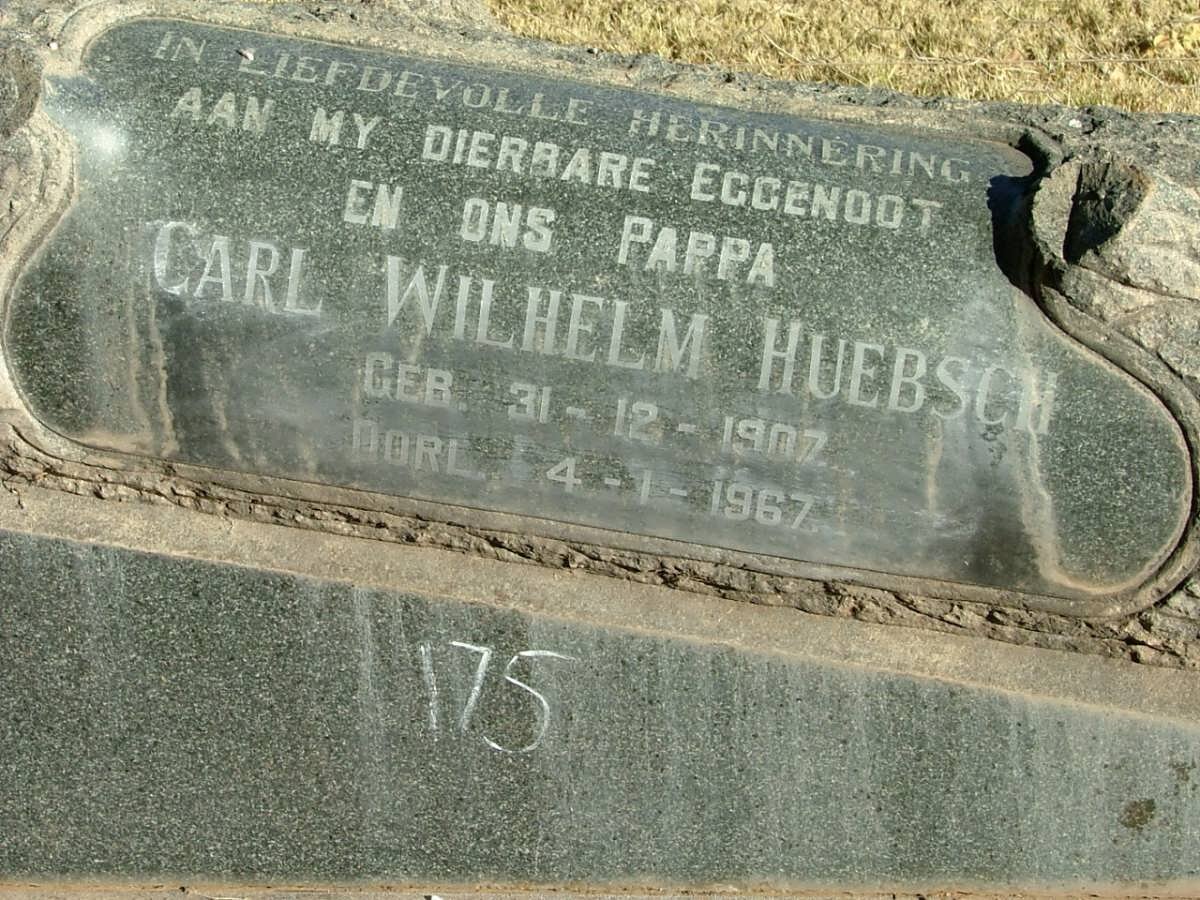 IN LIEFDEVOLLE HERINNERING
AAN MY DIERBARE EGGENOOT
EN ONS PAPPA
CARL WILHELM HUEBSCH
GEB. 31-12-1907
OORL. 4-1-1967.
175